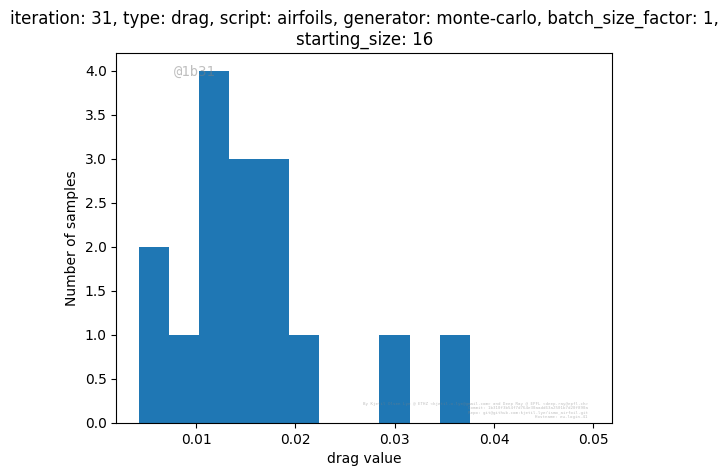 iteration: 31, type: drag, script: airfoils, generator: monte-carlo, batch_size_factor: 1,
starting_size: 16
@1b31
4.0
3.5
3.0
2.5
2.0
1.5
1.0
0.5
0.0
Number of samples
0.01
0.02
0.03
0.04
0.05
drag value